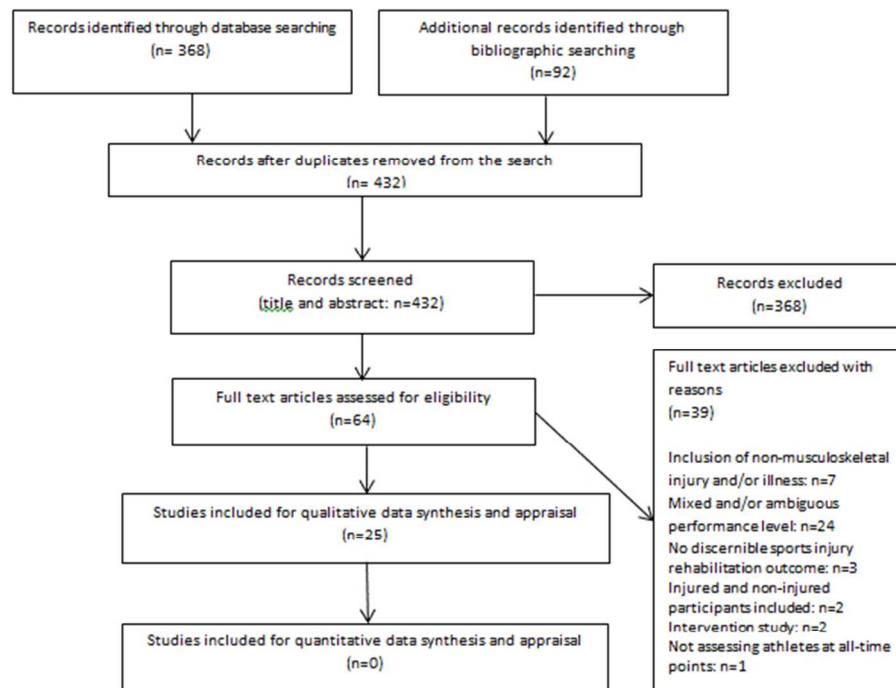 Records identified through database searching
(n= 368)
Additional records identified through
bibliographic searching
(n=92)
Records after duplicates removed from the search
(n= 432)
Records screened
(title and abstract: n=432)
Records excluded
(n=368)
Full text articles assessed for eligibility
(n=64)
Full text articles excluded with
reasons
(n=39)
Inclusion of non-musculoskeletal
injury and/or illness: n=7
Mixed and/or ambiguous
performance level: n=24
No discernible sports injury
rehabilitation outcome: n=3
Injured and non-injured
participants included: n=2
Intervention study: n=2
Not assessing athletes at all-time
points: n=1
Studies included for qualitative data synthesis and appraisal
(n=25)
Studies included for quantitative data synthesis and appraisal
(n=0)